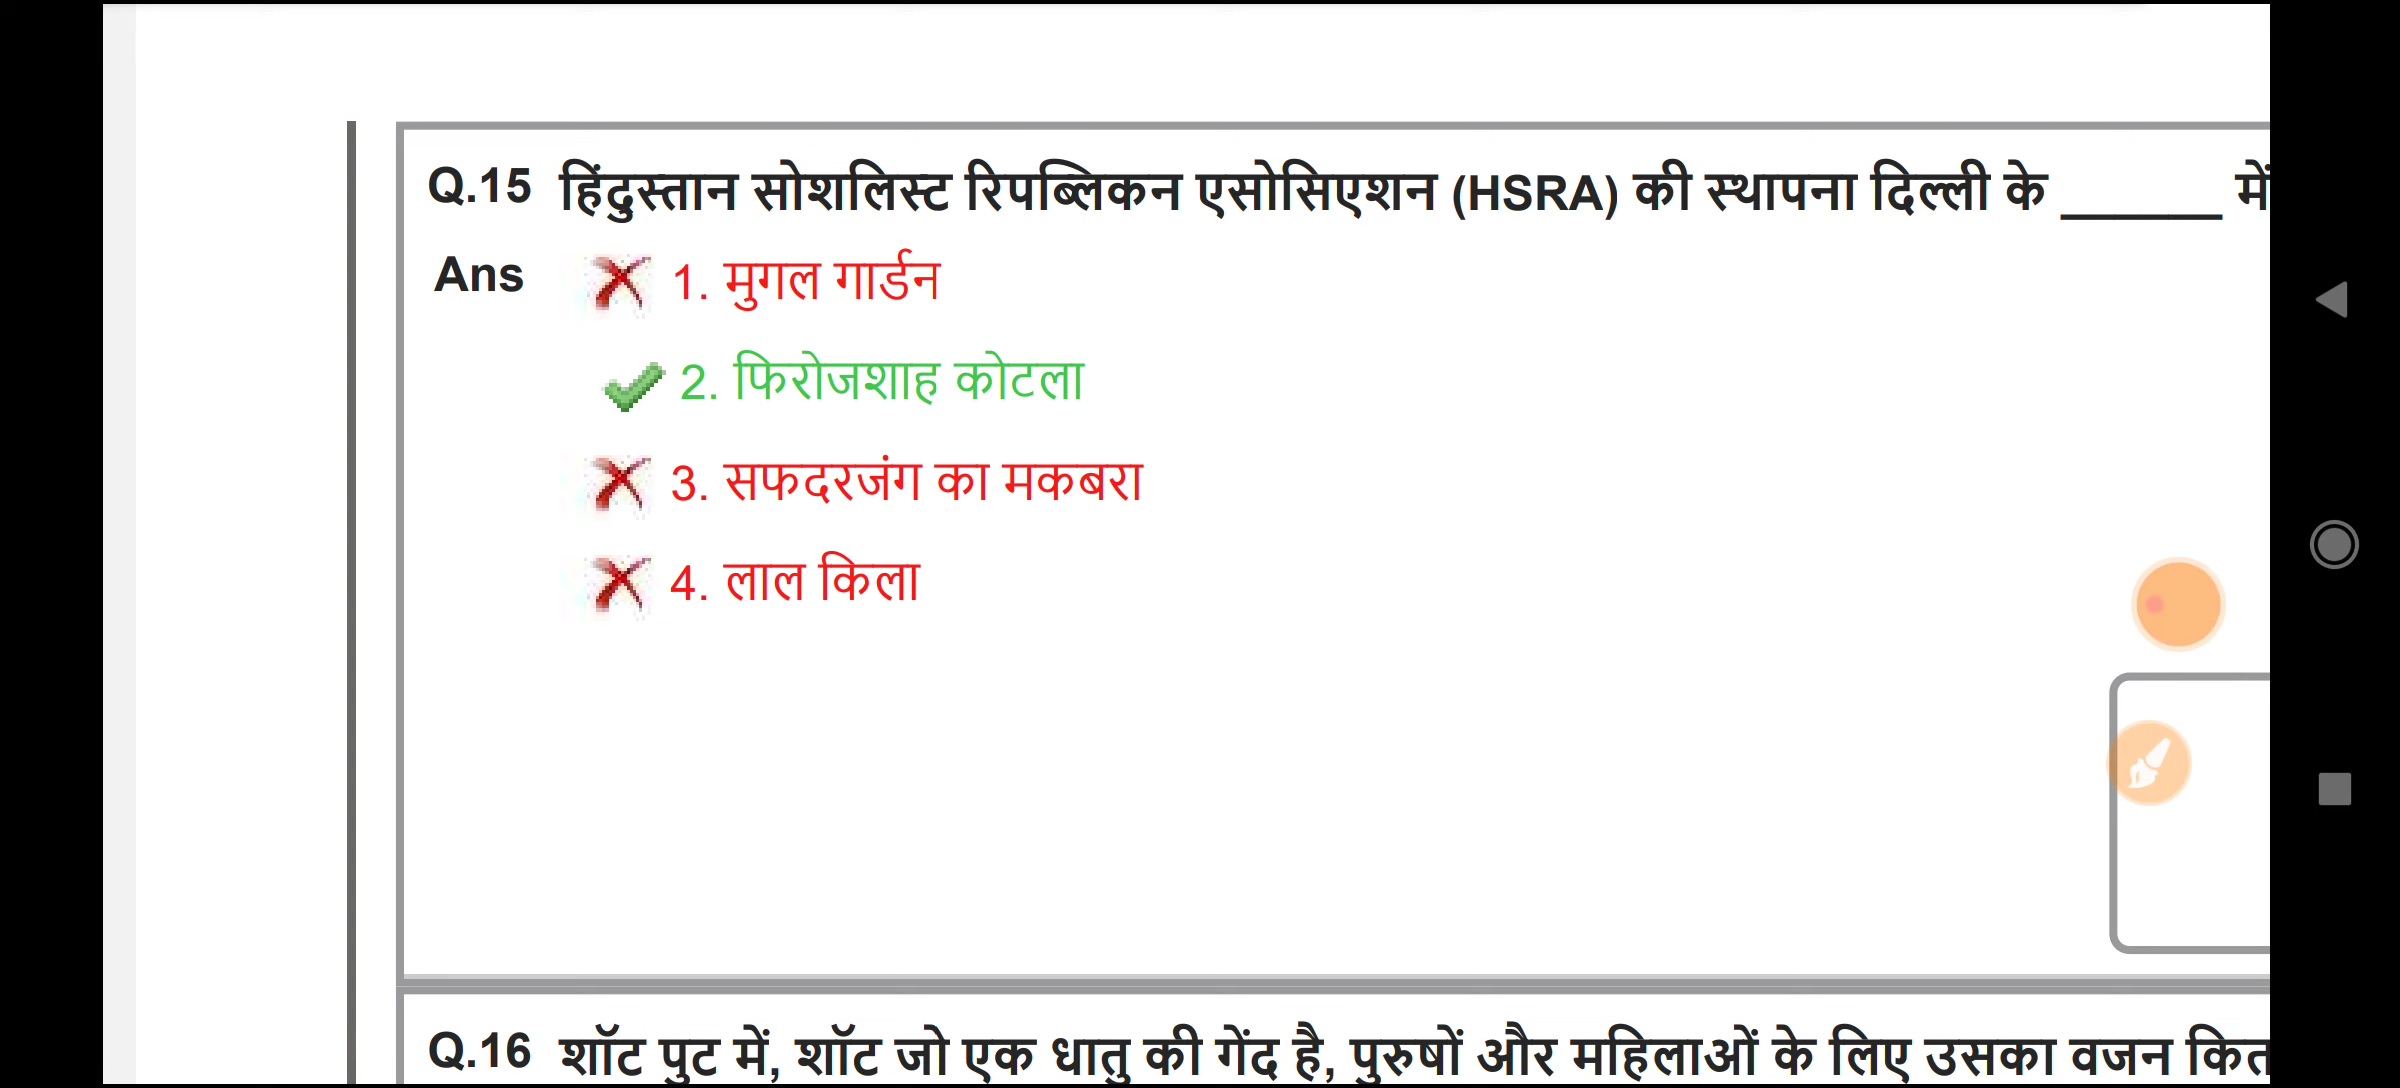 Q.15 हिंदुस्तान सोशलिस्ट रिपब्लिकन एसोसिएशन (HSRA) की स्थापना दिल्ली के ______ में
Ans 1. मुगल गार्डन
2. फिरोजशाह कोटला
3. सफदरजंग का मकबरा
4. लाल किला
Q.16 शॉट पुट में, शॉट जो एक धातु की गेंद है, पुरुषों और महिलाओं के लिए उसका वजन